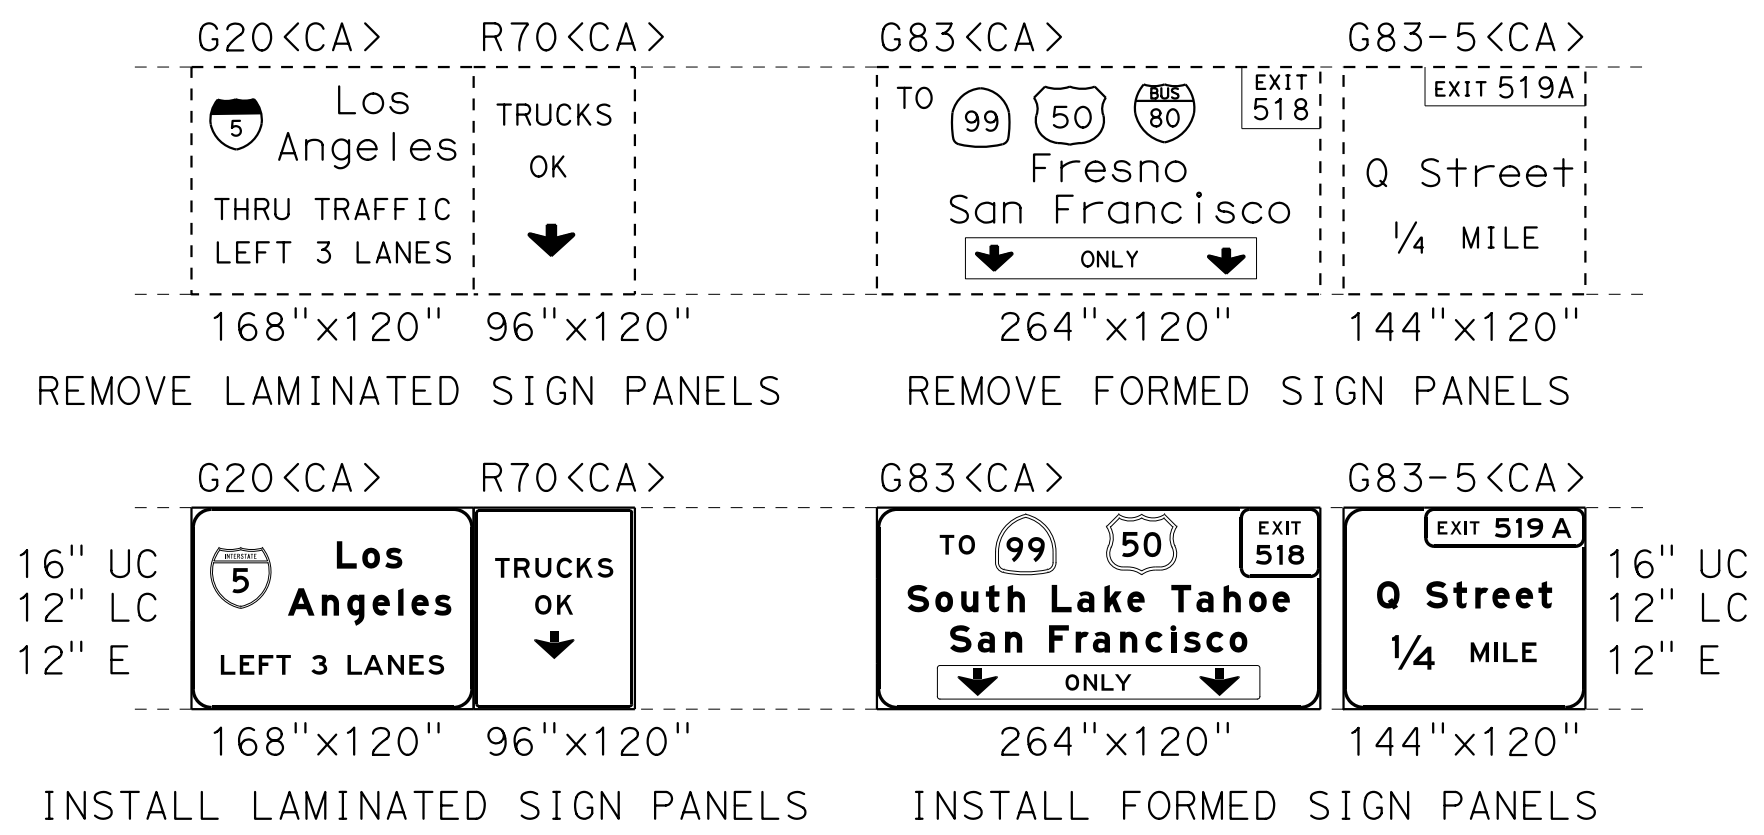 G20<CA> R70<CA> G83<CA> G83-5<CA>
5
Los
Angeles
THRU TRAFFIC
LEFT 3 LANES
TRUCKS
OK
TO 99 50 BUS 80
EXIT
518
Fresno
San Francisco
ONLY
EXIT 519A
Q Street
1/4 MILE
168"x120" 96"x120" 264"x120" 144"x120"
REMOVE LAMINATED SIGN PANELS
REMOVE FORMED SIGN PANELS
G20<CA> R70<CA> G83<CA> G83-5<CA>
16" UC
12" LC
12" E
INTERSTATE
5
Los
Angeles
LEFT 3 LANES
TRUCKS
OK
TO 99 50
EXIT
518
South Lake Tahoe
San Francisco
ONLY
EXIT 519 A
Q Street
1/4 MILE
16" UC
12" LC
12" E
168"x120" 96"x120" 264"x120" 144"x120"
INSTALL LAMINATED SIGN PANELS
INSTALL FORMED SIGN PANELS